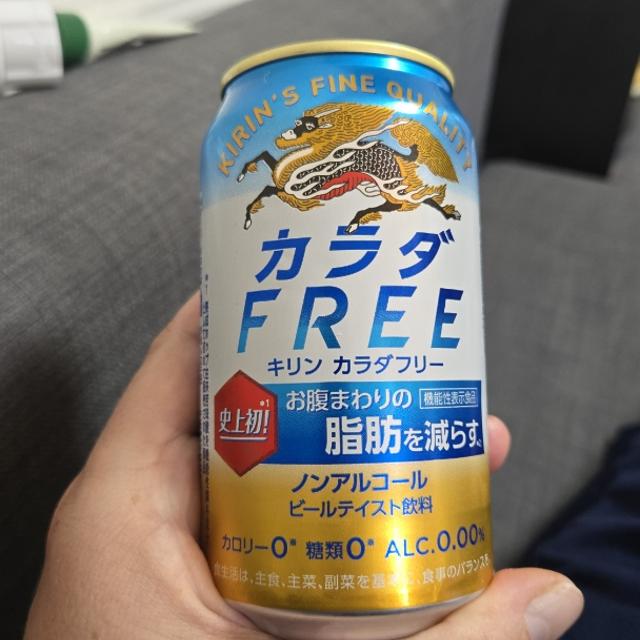 KIRIN'S FINE QUALITY
カラダ
FREE
キリン カラダフリー
史上初!
お腹まわりの
機能性表示食品
脂肪を減らす
ノンアルコール
ビールテイスト飲料
カロリー0* 糖類0* ALC.0.00%
食生活は、主食、主菜、副菜を基本に、食事のバランスを